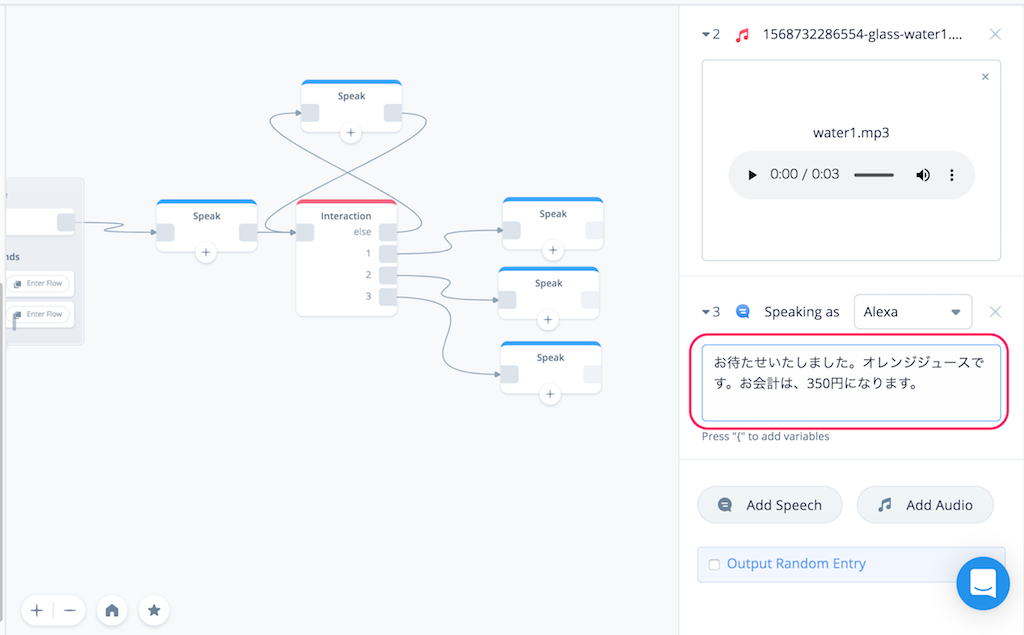 Speak
Speak
Interaction
else
1
2
3
Speak
Speak
Speak
nds
Enter Flow
Enter Flow
2
1568732286554-glass-water1....
water1.mp3
0:00 / 0:03
3
Speaking as
Alexa
お待たせいたしました。オレンジジュースで
す。お会計は、350円になります。
Press "{" to add variables
Add Speech
Add Audio
Output Random Entry